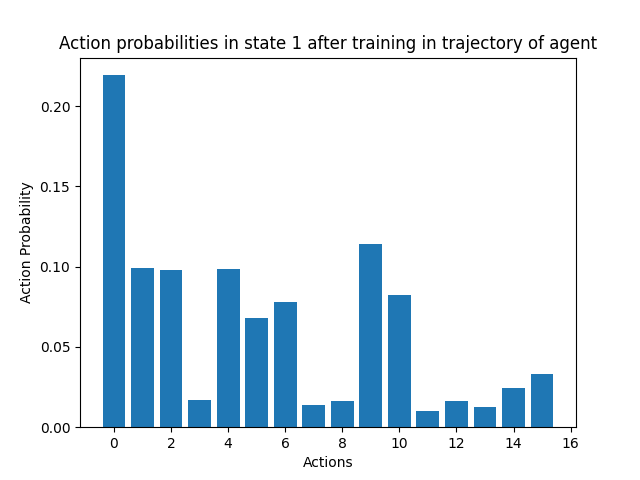 Action probabilities in state 1 after training in trajectory of agent
Action Probability
0.20
0.15
0.10
0.05
0.00
0 2 4 6 8 10 12 14 16
Actions